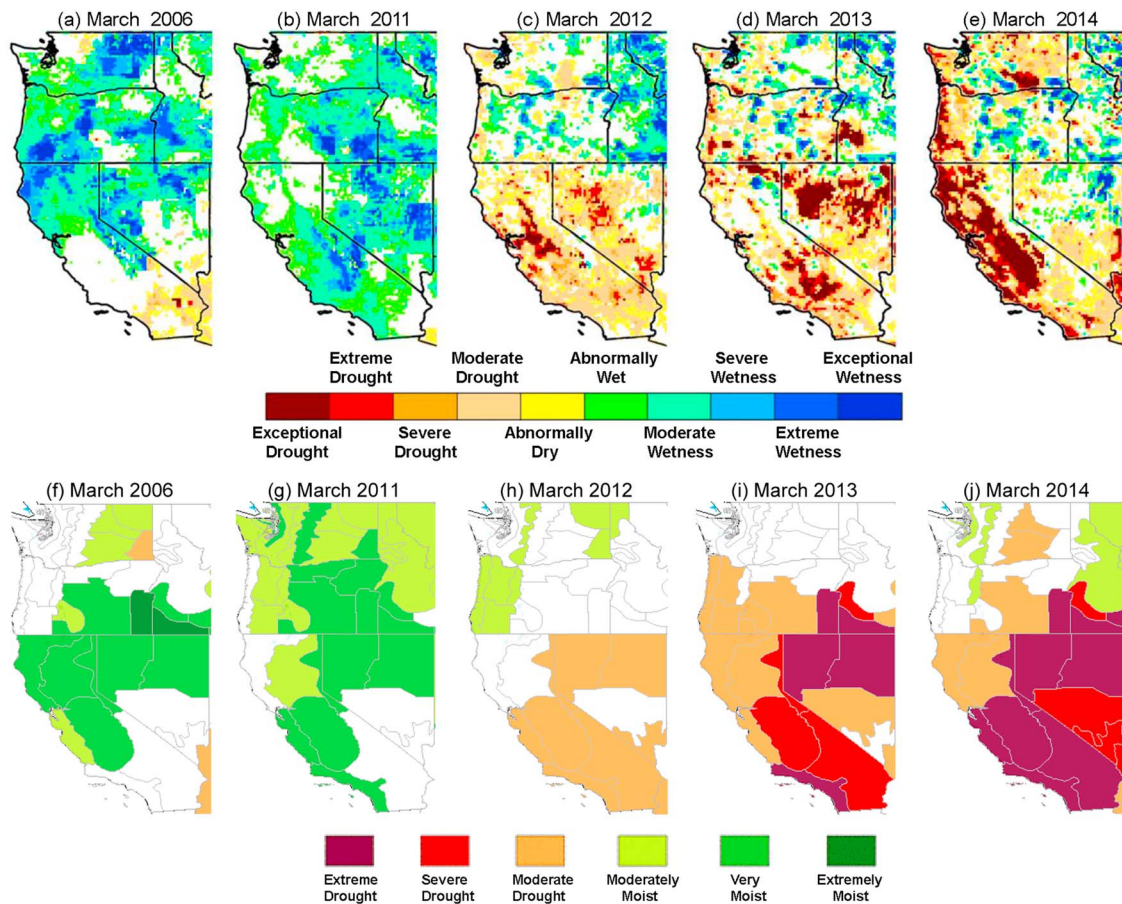 (a) March 2006
(b) March 2011
(c) March 2012
(d) March 2013
(e) March 2014
Extreme
Drought
Moderate
Drought
Abnormally
Wet
Severe
Wetness
Exceptional
Wetness
Exceptional
Drought
Severe
Drought
Abnormally
Dry
Moderate
Wetness
Extreme
Wetness
(f) March 2006
(g) March 2011
(h) March 2012
(i) March 2013
(j) March 2014
Extreme
Drought
Severe
Drought
Moderate
Drought
Moderately
Moist
Very
Moist
Extremely
Moist